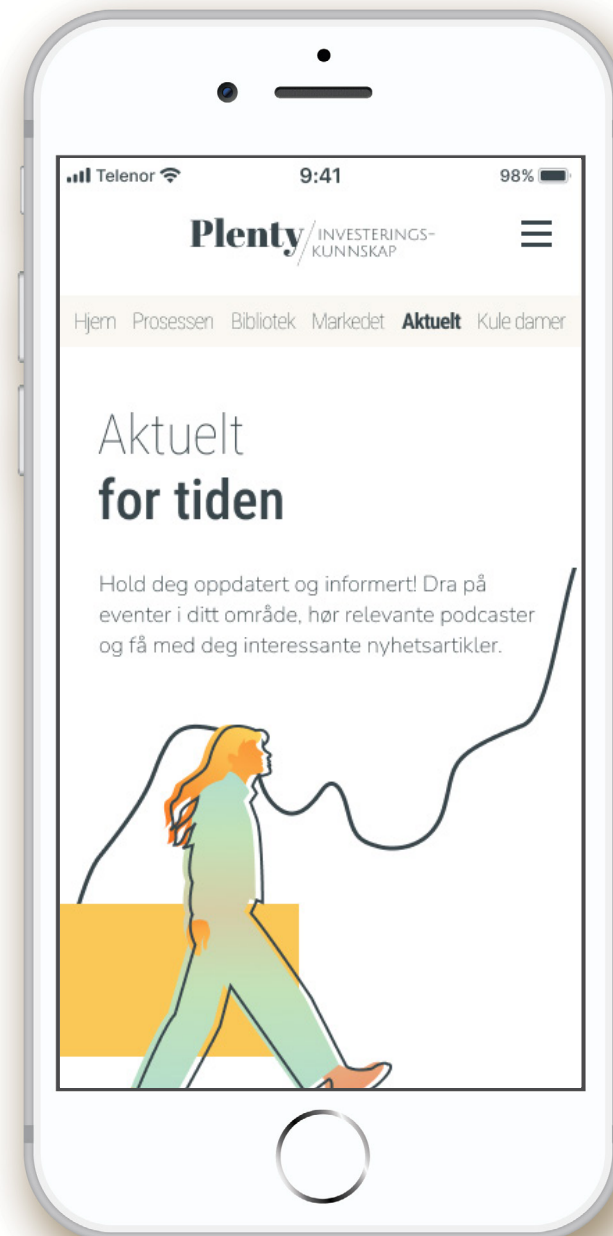 Telenor 9:41 98%
Plenty INVESTERINGS-
KUNNSKAP
Hjem Prosessen Bibliotek Markedet Aktuelt Kule damer
Aktuelt
for tiden
Hold deg oppdatert og informert! Dra på
eventer i ditt område, hør relevante podcaster
og få med deg interessante nyhetsartikler.